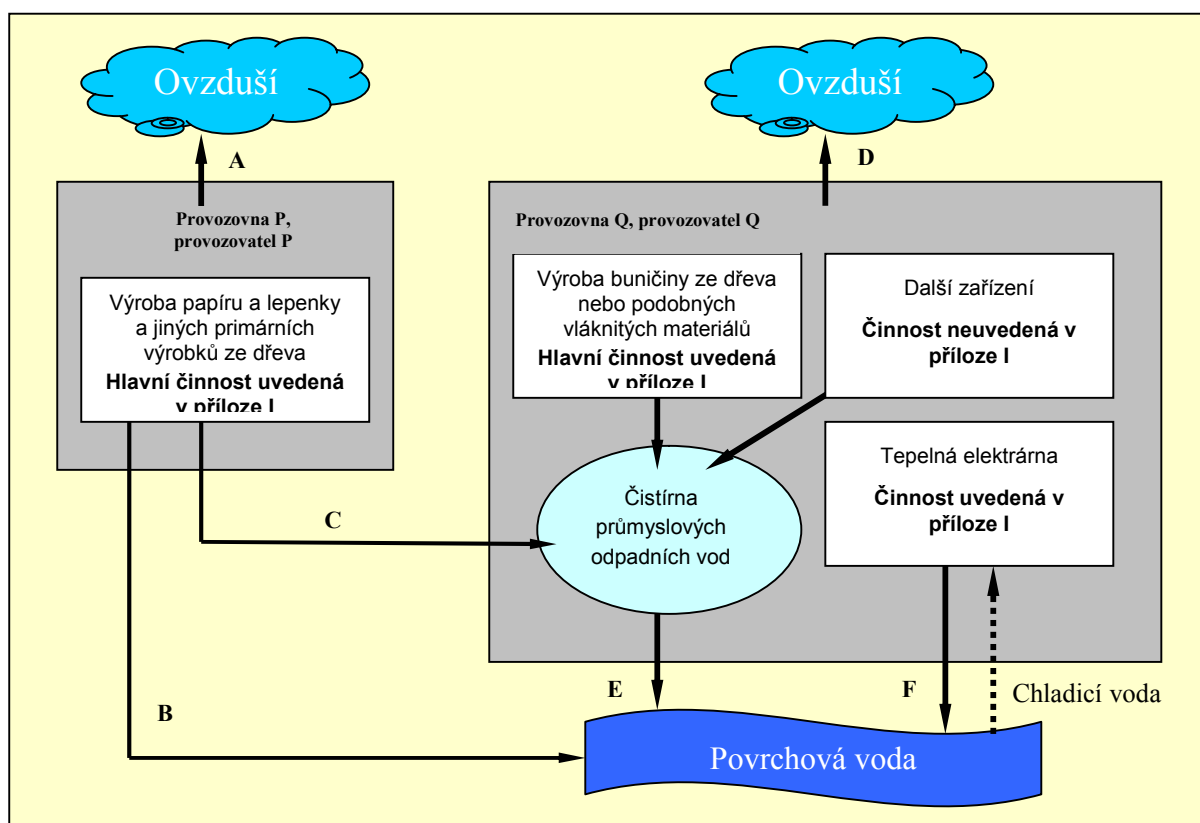 Ovzduší
Ovzduší
A
D
Provozovna P,
provozovatel P
Provozovna Q, provozovatel Q
Výroba papíru a lepenky
a jiných primárních
výrobků ze dřeva
Hlavní činnost uvedená
v příloze I
Výroba buničiny ze dřeva
nebo podobných
vláknitých materiálů
Hlavní činnost uvedená
v příloze I
Další zařízení
Činnost neuvedená v
příloze I
Tepelná elektrárna
Činnost uvedená v
příloze I
Čistírna
průmyslových
odpadních vod
C
B
E
F
Chladicí voda
Povrchová voda